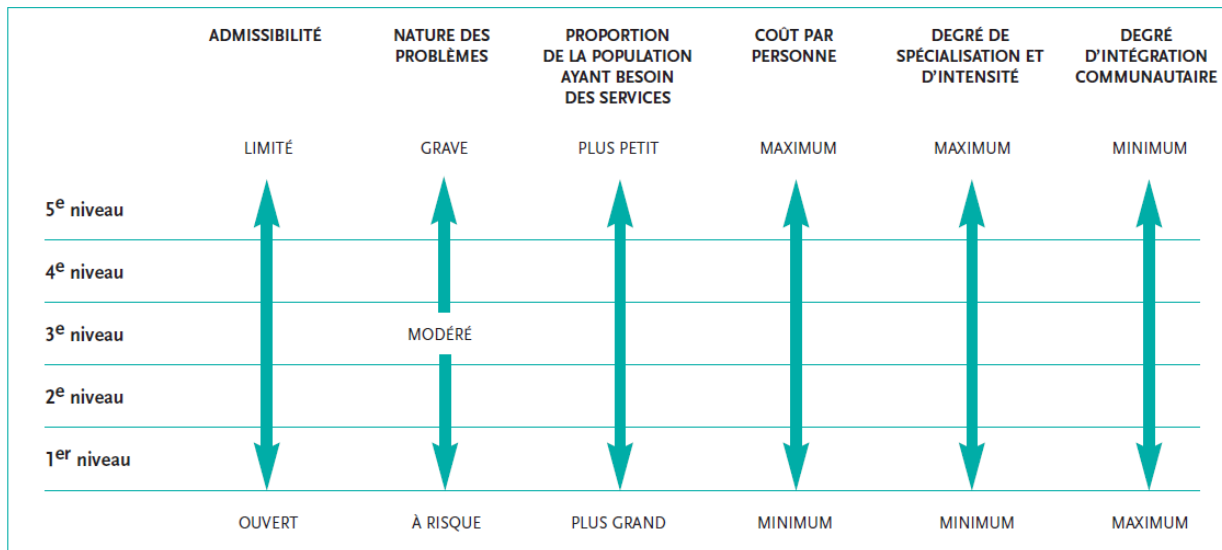 ADMISSIBILITÉ
NATURE DES
PROBLÈMES
PROPORTION
DE LA POPULATION
AYANT BESOIN
DES SERVICES
COÛT PAR
PERSONNE
DEGRÉ DE
SPÉCIALISATION ET
D'INTENSITÉ
DEGRÉ
D'INTÉGRATION
COMMUNAUTAIRE
LIMITÉ
GRAVE
PLUS PETIT
MAXIMUM
MAXIMUM
MINIMUM
5e niveau
4e niveau
3e niveau
MODÉRÉ
2e niveau
1er niveau
OUVERT
À RISQUE
PLUS GRAND
MINIMUM
MINIMUM
MAXIMUM